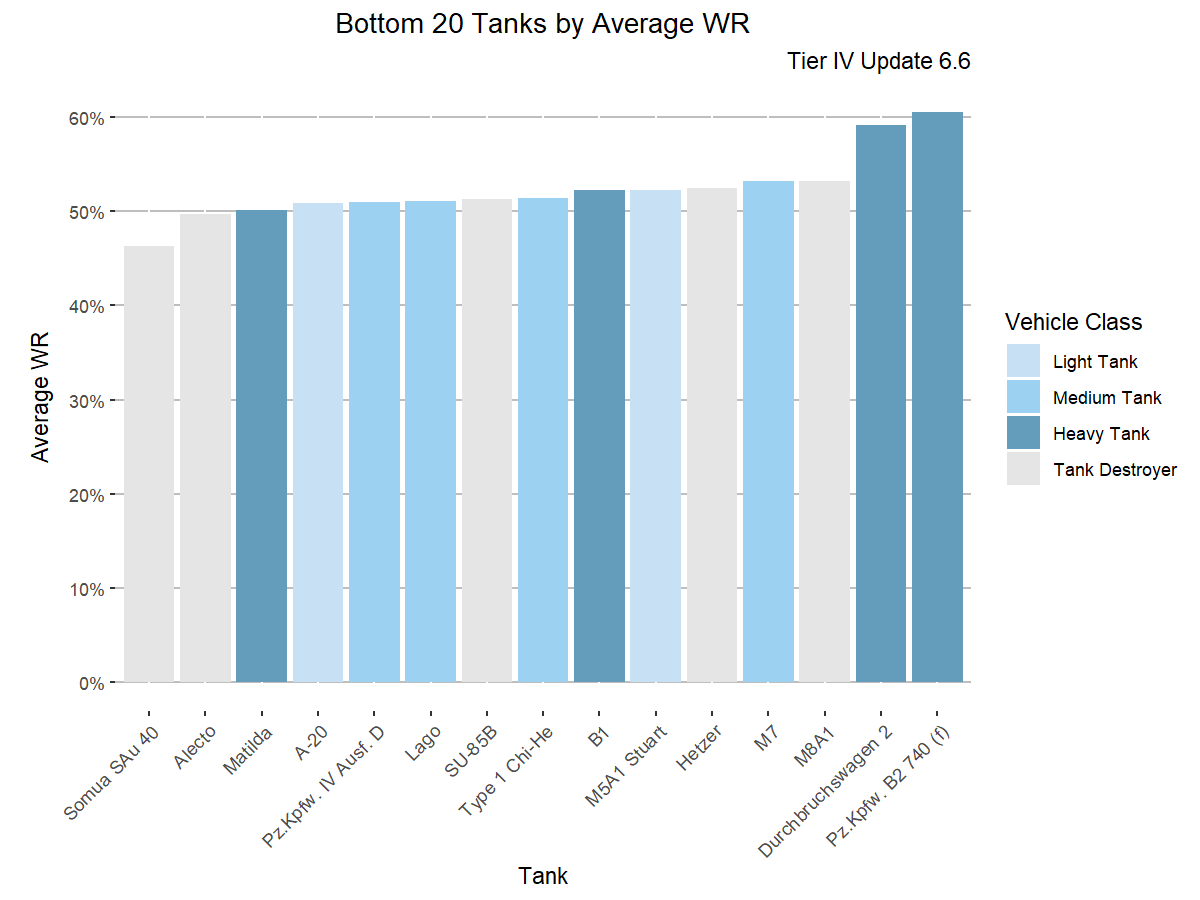 Bottom 20 Tanks by Average WR
Tier IV Update 6.6
Average WR
60%
50%
40%
30%
20%
10%
0%
Somua SAu 40
Alecto
Matilda
A-20
Pz.Kpfw. IV Ausf. D
Lago
SU-85B
Type 1 Chi-He
B1
M5A1 Stuart
Hetzer
M7
M8A1
Durchbruchswagen 2
Pz.Kpfw. B2 740 (f)
Tank
Vehicle Class
Light Tank
Medium Tank
Heavy Tank
Tank Destroyer